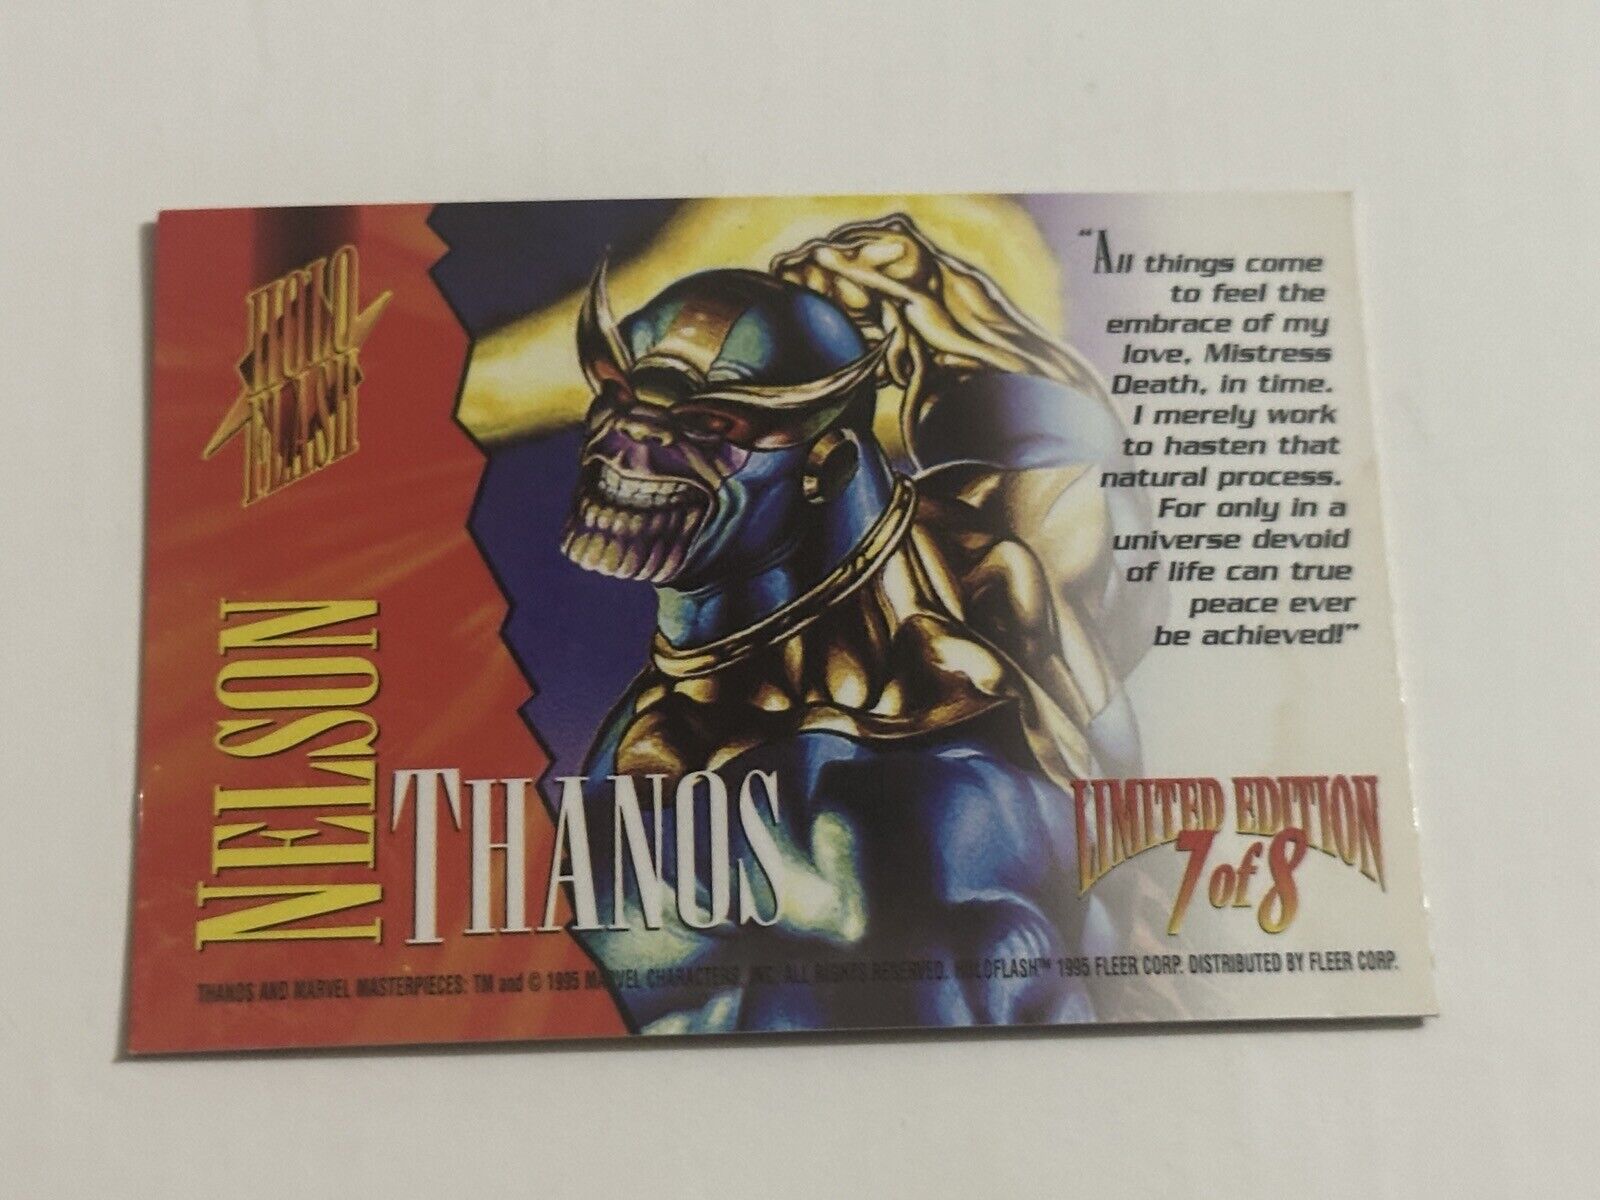 HOLO
FLASH
NELSON
THANOS
"All things come
to feel the
embrace of my
love, Mistress
Death, in time.
I merely work
to hasten that
natural process.
For only in a
universe devoid
of life can true
peace ever
be achieved!"
LIMITED EDITION
7 of 8
THANOS AND MARVEL MASTERPIECES: TM and © 1995 MARVEL CHARACTERS, INC. ALL RIGHTS RESERVED. HOLOFLASH™ 1995 FLEER CORP. DISTRIBUTED BY FLEER CORP.